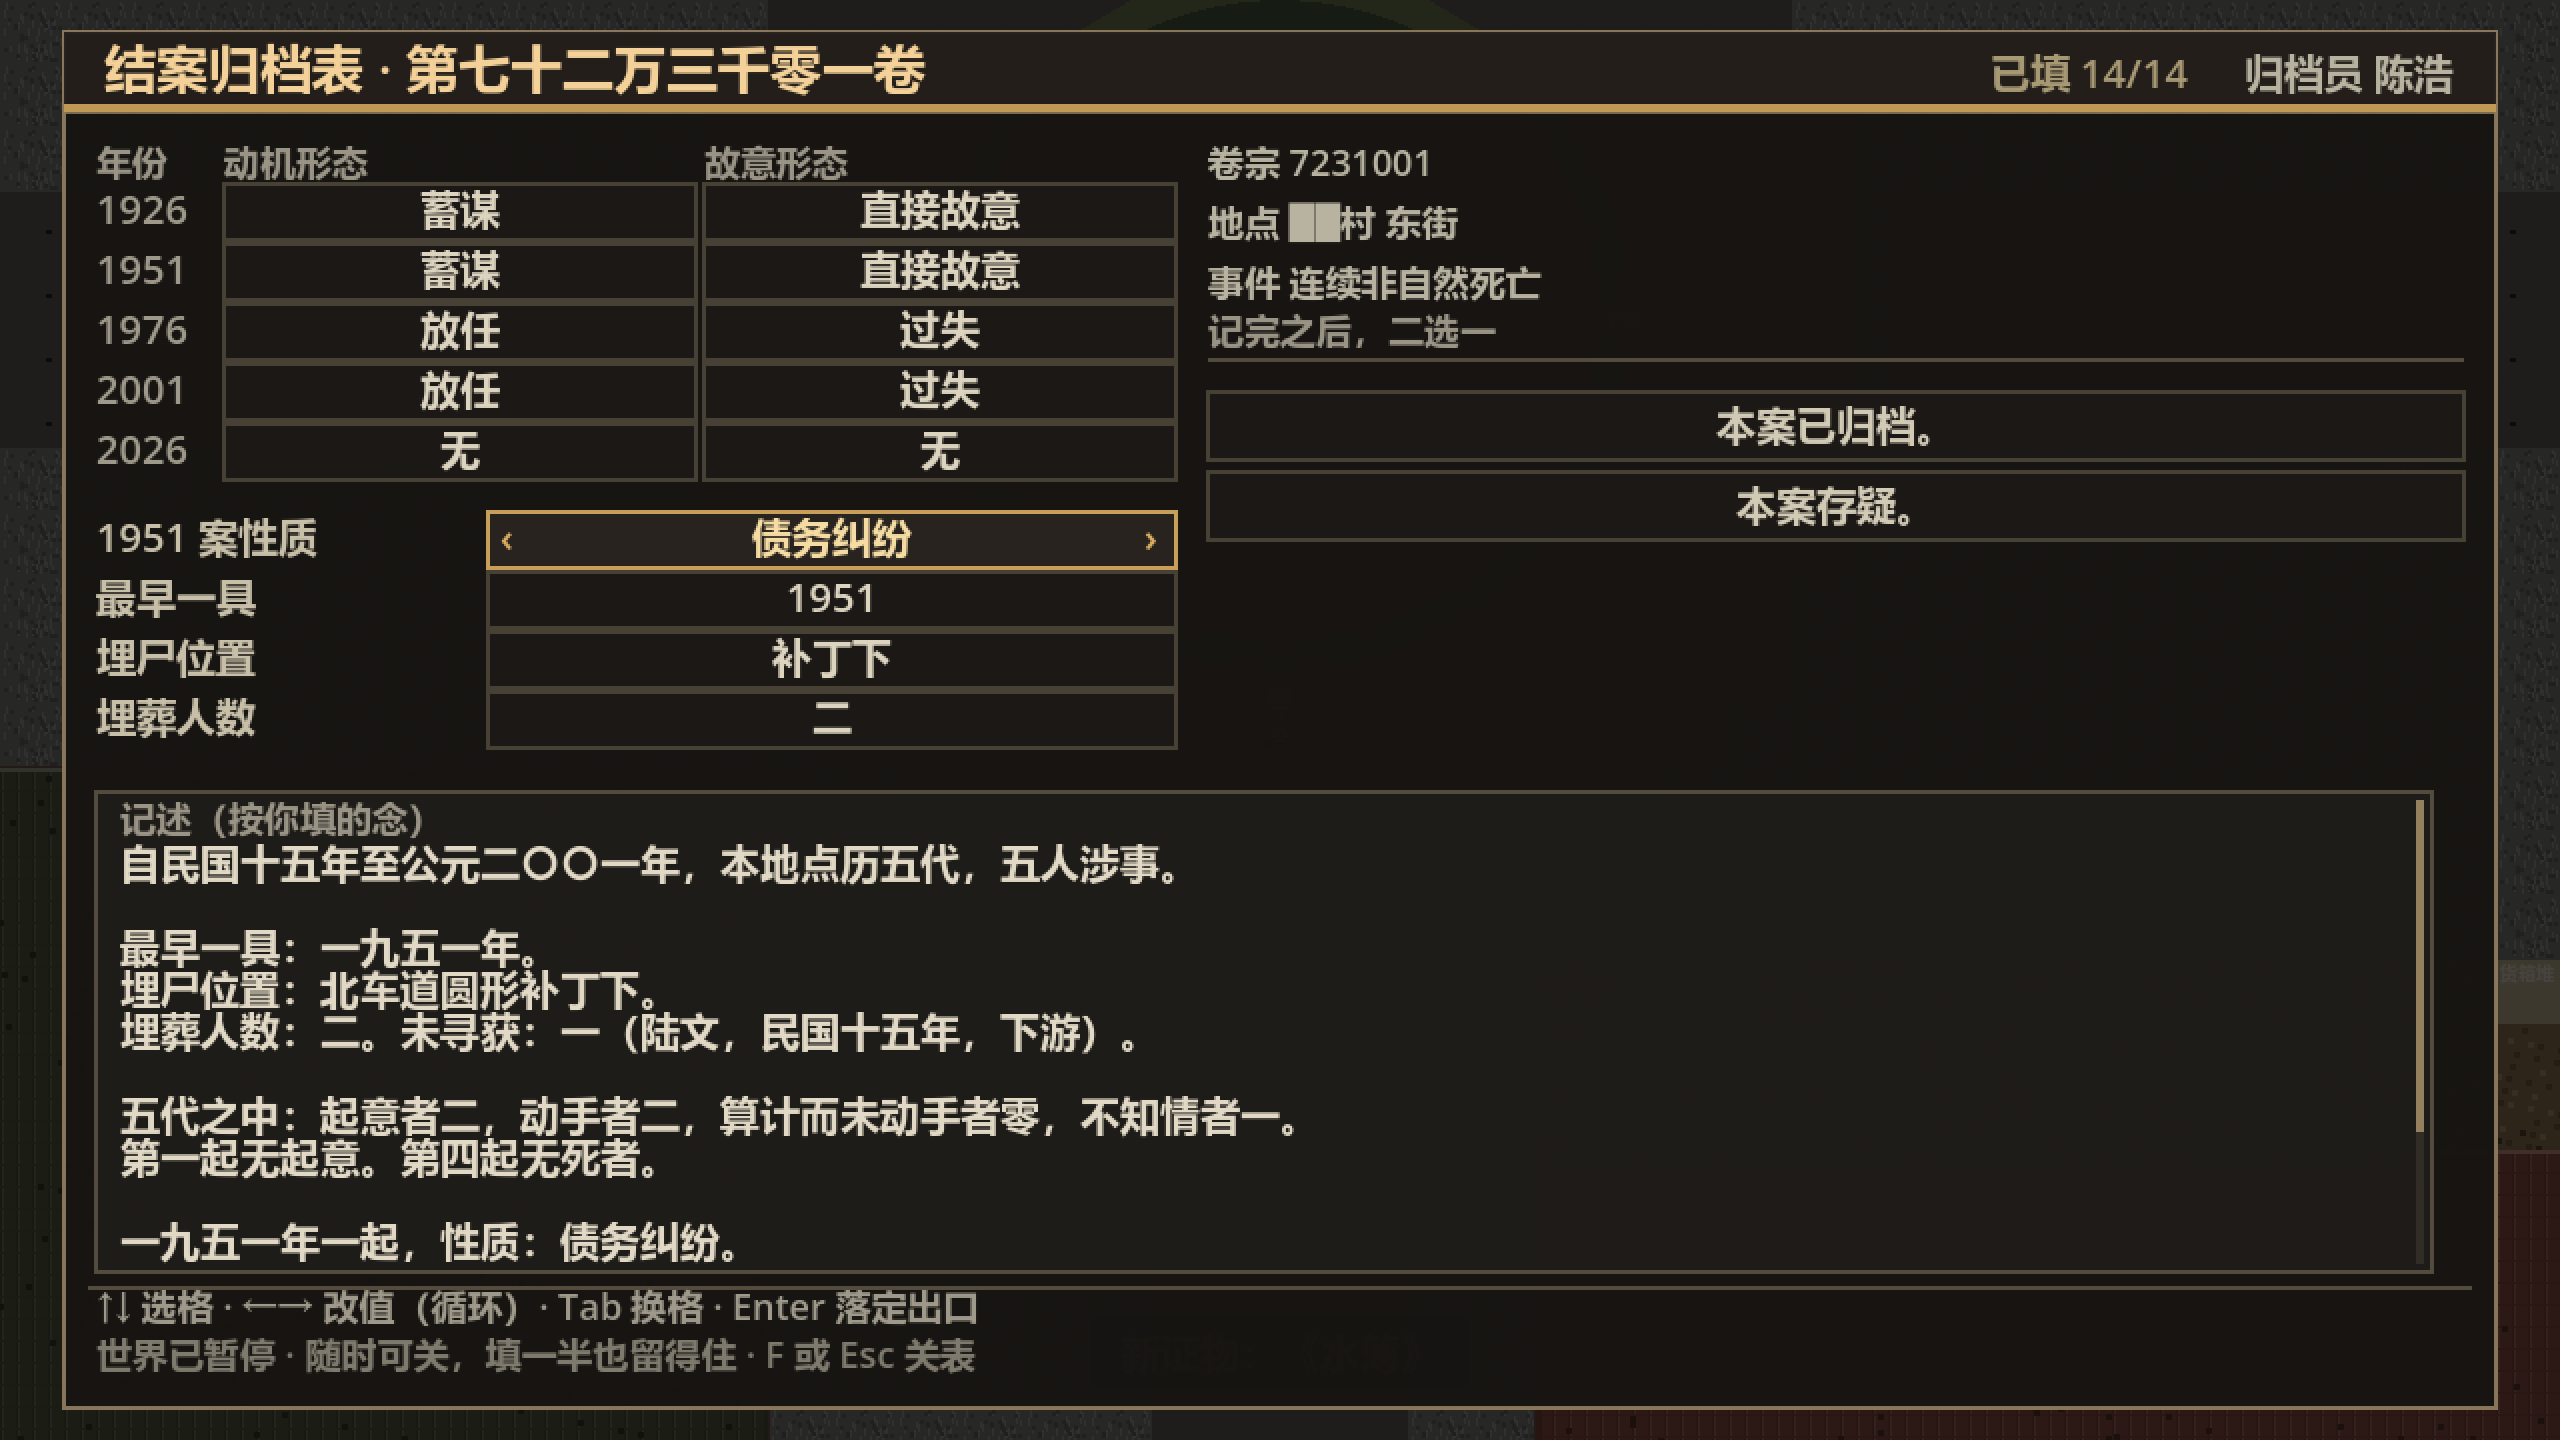 结案归档表 · 第七十二万三千零一卷
已填 14/14 归档员 陈浩
年份 动机形态 故意形态
1926 蓄谋 直接故意
1951 蓄谋 直接故意
1976 放任 过失
2001 放任 过失
2026 无 无
1951 案性质 ‹ 债务纠纷 ›
最早一具 1951
埋尸位置 补丁下
埋葬人数 二
卷宗 7231001
地点 ██村 东街
事件 连续非自然死亡
记完之后，二选一
本案已归档。
本案存疑。
记述（按你填的念）
自民国十五年至公元二〇〇一年，本地点历五代，五人涉事。
最早一具：一九五一年。
埋尸位置：北车道圆形补丁下。
埋葬人数：二。未寻获：一（陆文，民国十五年，下游）。
五代之中：起意者二，动手者二，算计而未动手者零，不知情者一。
第一起无起意。第四起无死者。
一九五一年一起，性质：债务纠纷。
↑↓ 选格 · ←→ 改值（循环）· Tab 换格 · Enter 落定出口
世界已暂停 · 随时可关，填一半也留得住 · F 或 Esc 关表